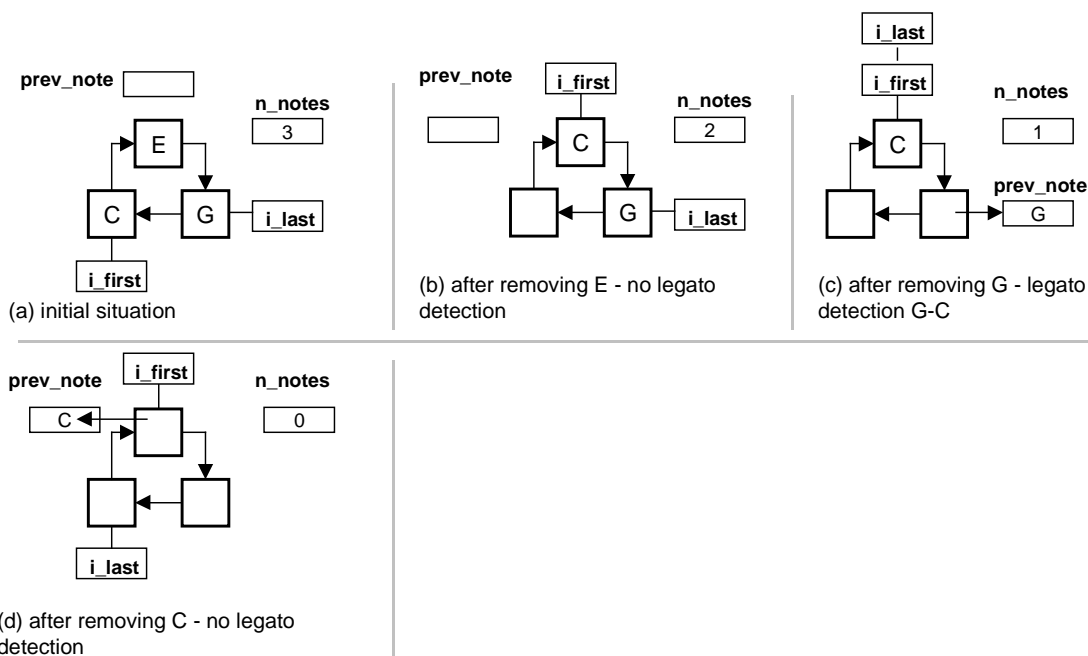 prev_note
n_notes
3
E
C
G
i_last
i_first
(a) initial situation
prev_note
i_first
n_notes
2
C
G
i_last
(b) after removing E - no legato
detection
i_last
i_first
n_notes
1
C
prev_note
G
(c) after removing G - legato
detection G-C
prev_note
i_first
n_notes
C
0
i_last
(d) after removing C - no legato
detection